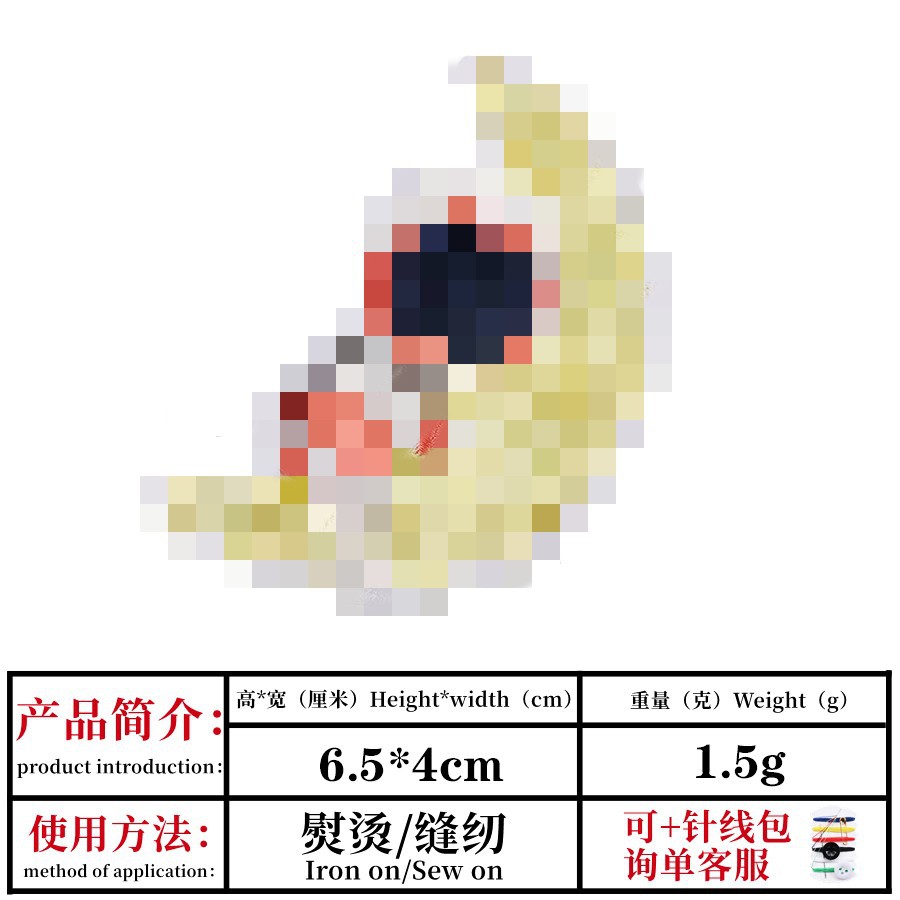 产品简介：
product introduction:
高*宽（厘米）Height*width（cm）
重量（克）Weight（g）
6.5*4cm
1.5g
使用方法：
method of application:
熨烫/缝纫
Iron on/Sew on
可+针线包
询单客服